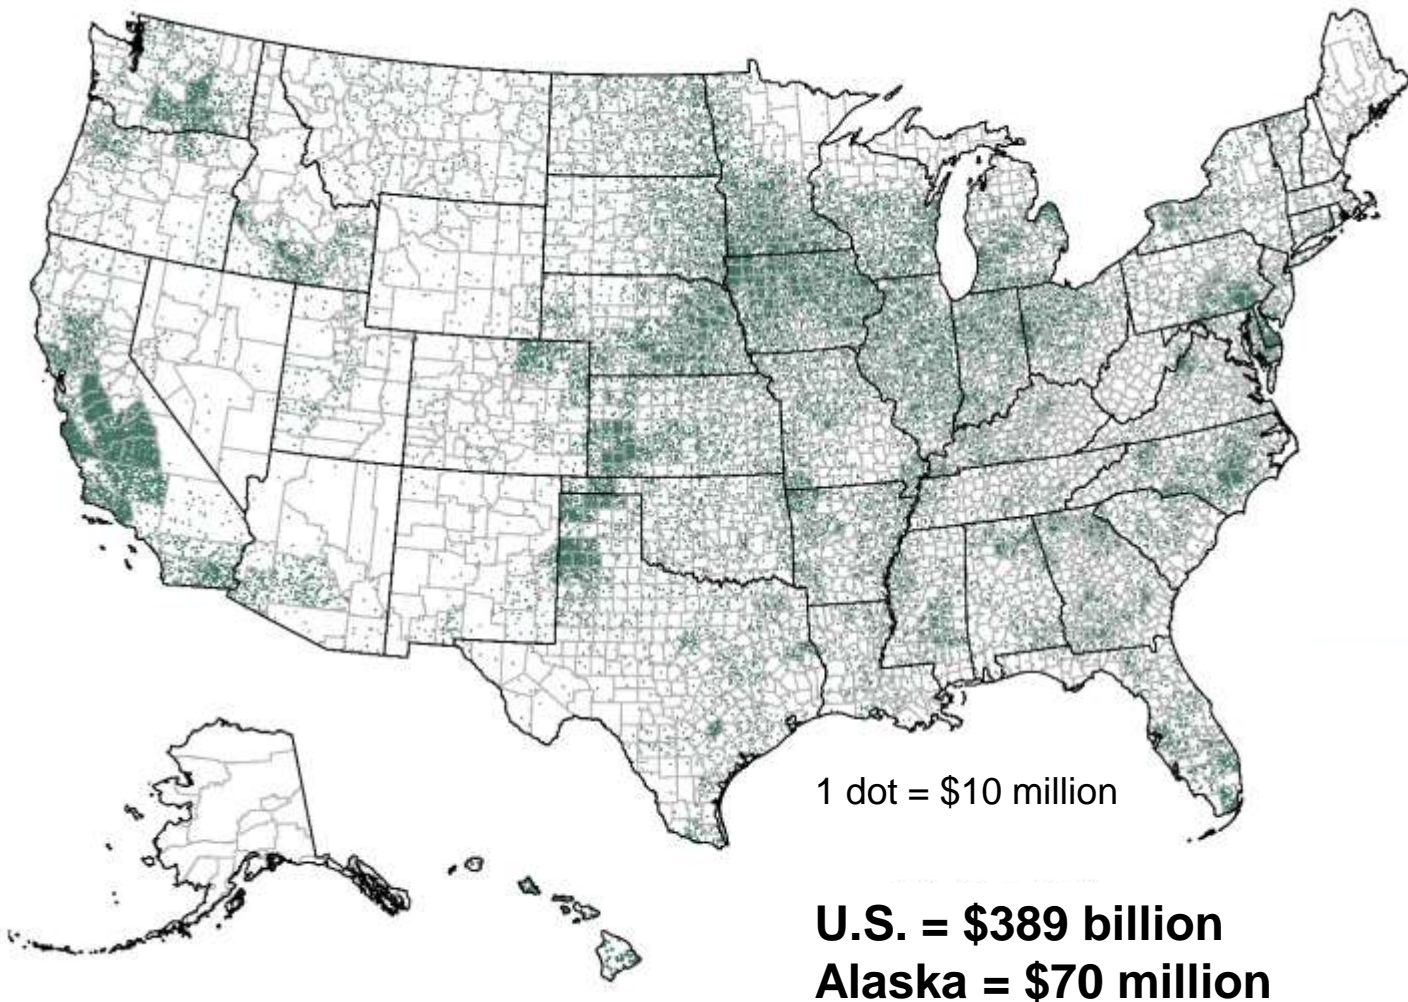 1 dot = $10 million
U.S. = $389 billion
Alaska = $70 million